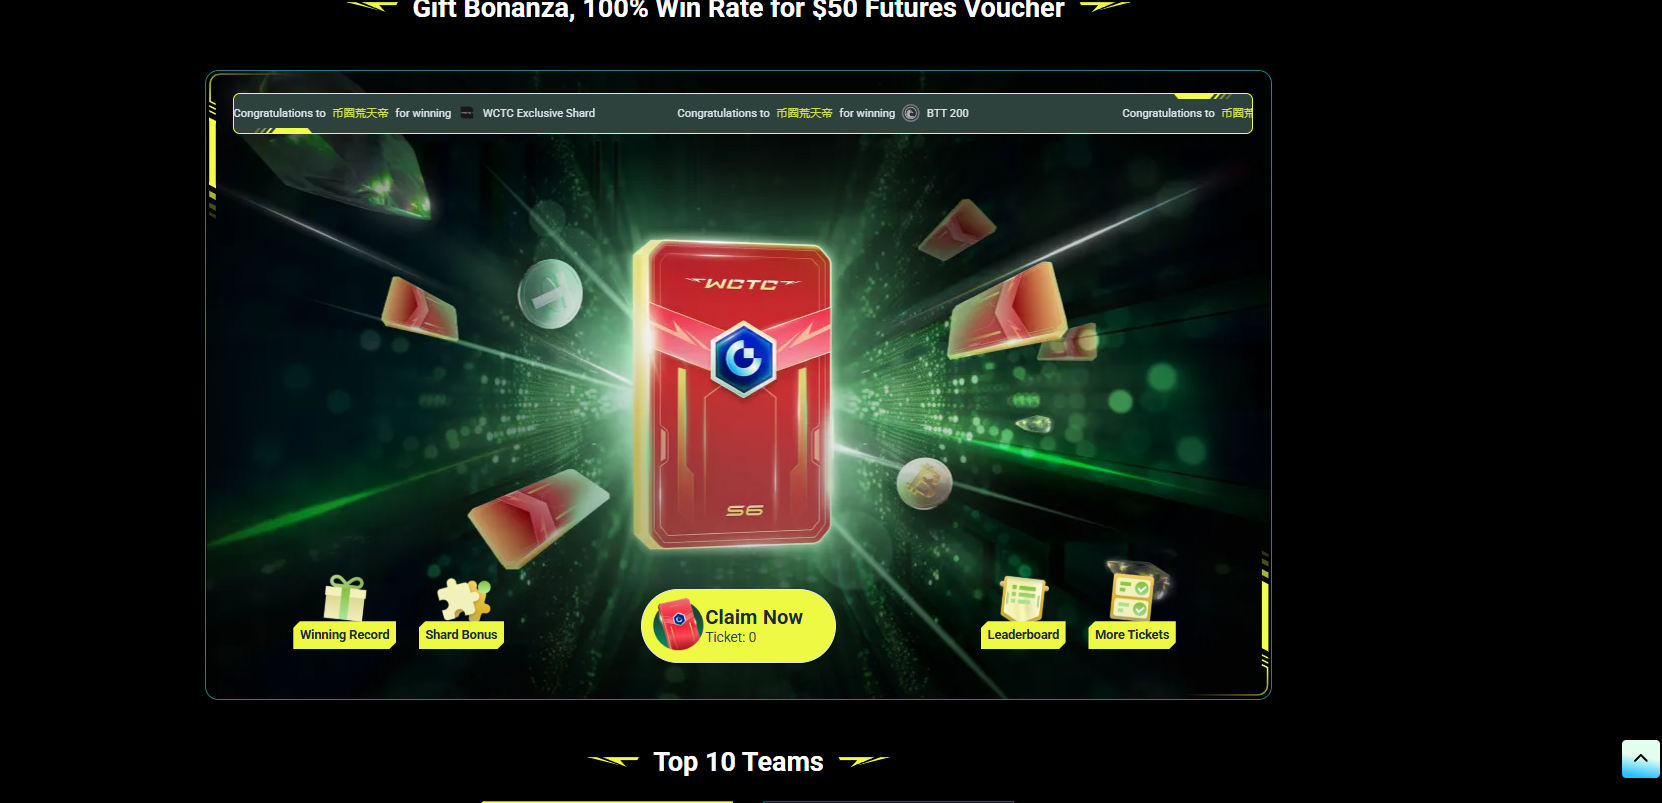 Gift Bonanza, 100% Win Rate for $50 Futures Voucher
Congratulations to 币圈荒天帝 for winning WCTC Exclusive Shard
Congratulations to 币圈荒天帝 for winning BTT 200
Congratulations to 币圈荒
WCTC
S6
Winning Record
Shard Bonus
Claim Now
Ticket: 0
Leaderboard
More Tickets
Top 10 Teams